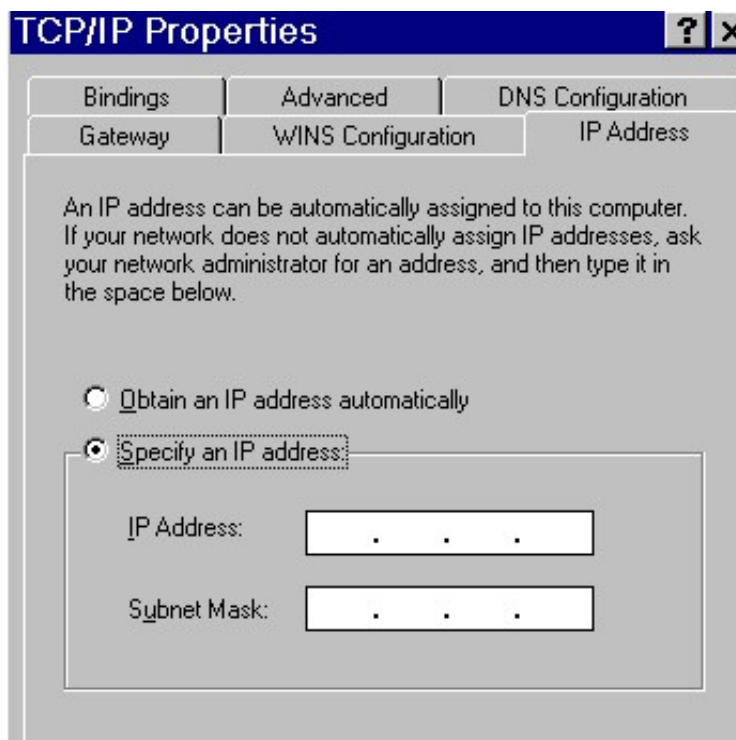 TCP/IP Properties ? ×
Bindings Advanced DNS Configuration
Gateway WINS Configuration IP Address
An IP address can be automatically assigned to this computer.
If your network does not automatically assign IP addresses, ask
your network administrator for an address, and then type it in
the space below.
Obtain an IP address automatically
Specify an IP address:
IP Address: . . .
Subnet Mask: . . .